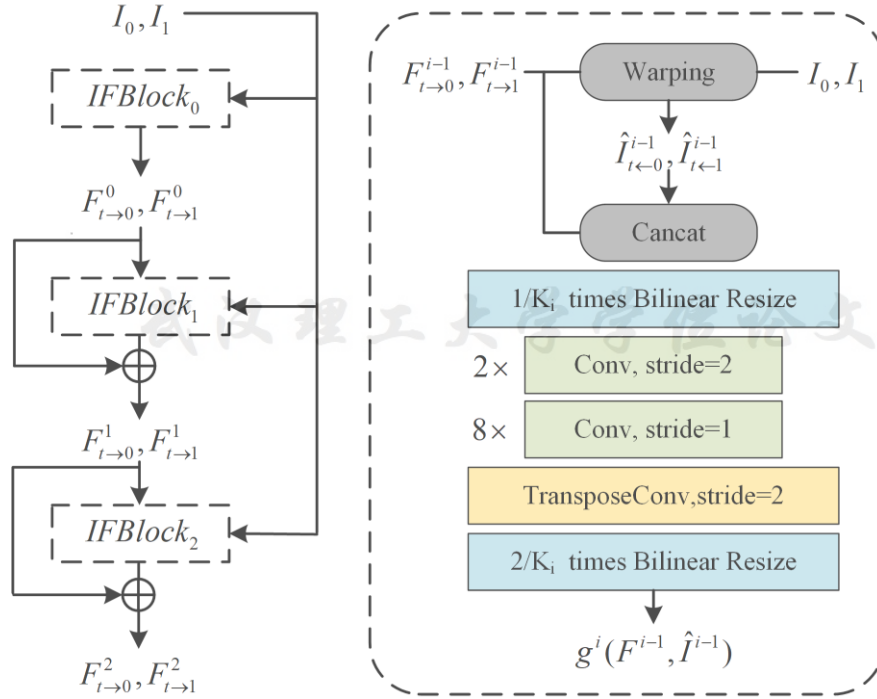 I_0, I_1
IFBlock_0
F^0_{t→0}, F^0_{t→1}
IFBlock_1
F^1_{t→0}, F^1_{t→1}
IFBlock_2
F^2_{t→0}, F^2_{t→1}
F^{i-1}_{t→0}, F^{i-1}_{t→1}
Warping
I_0, I_1
Î^{i-1}_{t←0}, Î^{i-1}_{t←1}
Cancat
1/K_i times Bilinear Resize
2× Conv, stride=2
8× Conv, stride=1
TransposeConv,stride=2
2/K_i times Bilinear Resize
g^i(F^{i-1}, Î^{i-1})
武汉理工大学学位论文